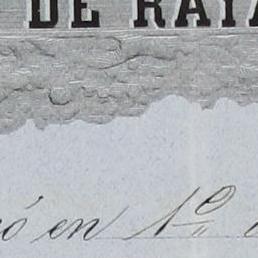 DE RAYA
ó en 1º